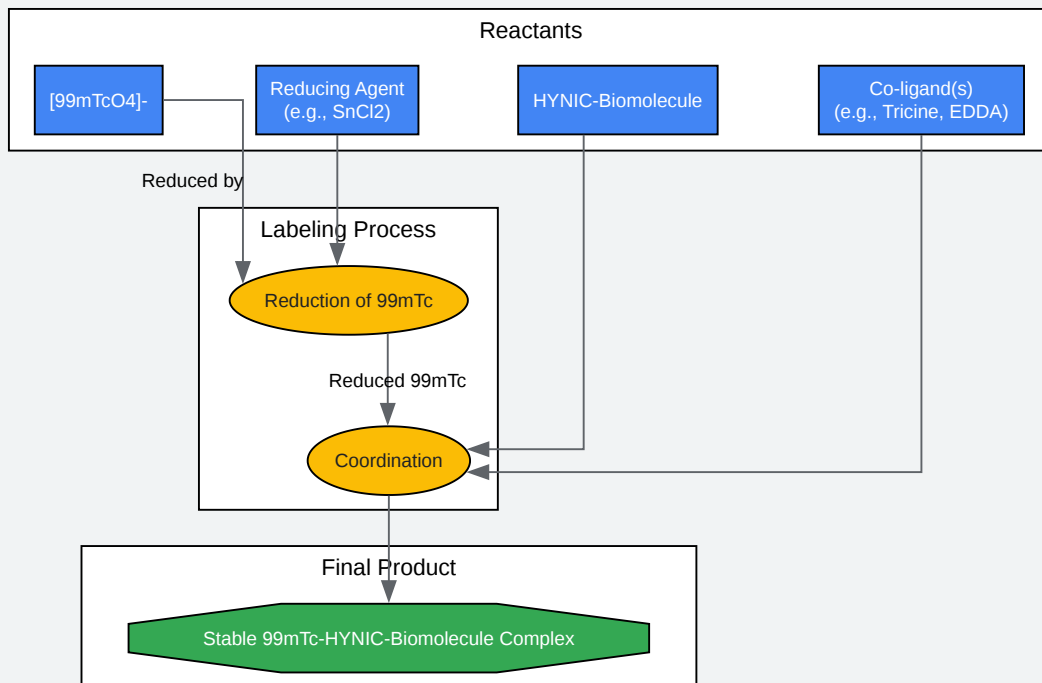 Reactants
[99mTcO4]-
Reducing Agent
(e.g., SnCl2)
HYNIC-Biomolecule
Co-ligand(s)
(e.g., Tricine, EDDA)
Reduced by
Labeling Process
Reduction of 99mTc
Reduced 99mTc
Coordination
Final Product
Stable 99mTc-HYNIC-Biomolecule Complex